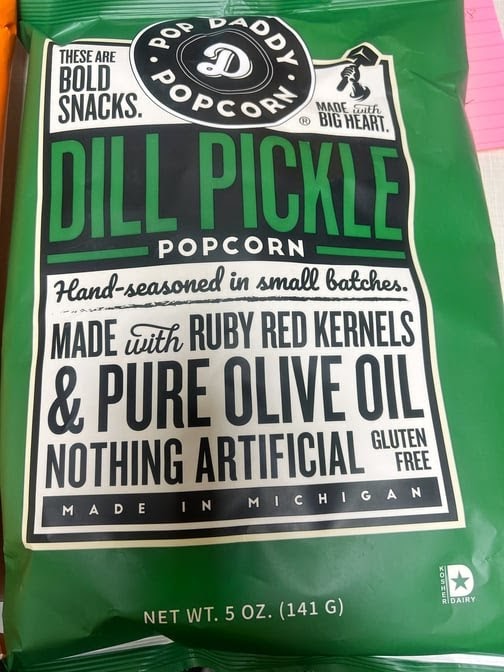 POP DADDY
D
POPCORN
®
THESE ARE
BOLD
SNACKS.
MADE with
BIG HEART.
DILL PICKLE
POPCORN
Hand-seasoned in small batches.
MADE with RUBY RED KERNELS
& PURE OLIVE OIL
NOTHING ARTIFICIAL
GLUTEN
FREE
MADE IN MICHIGAN
KOSHER
D
DAIRY
NET WT. 5 OZ. (141 G)